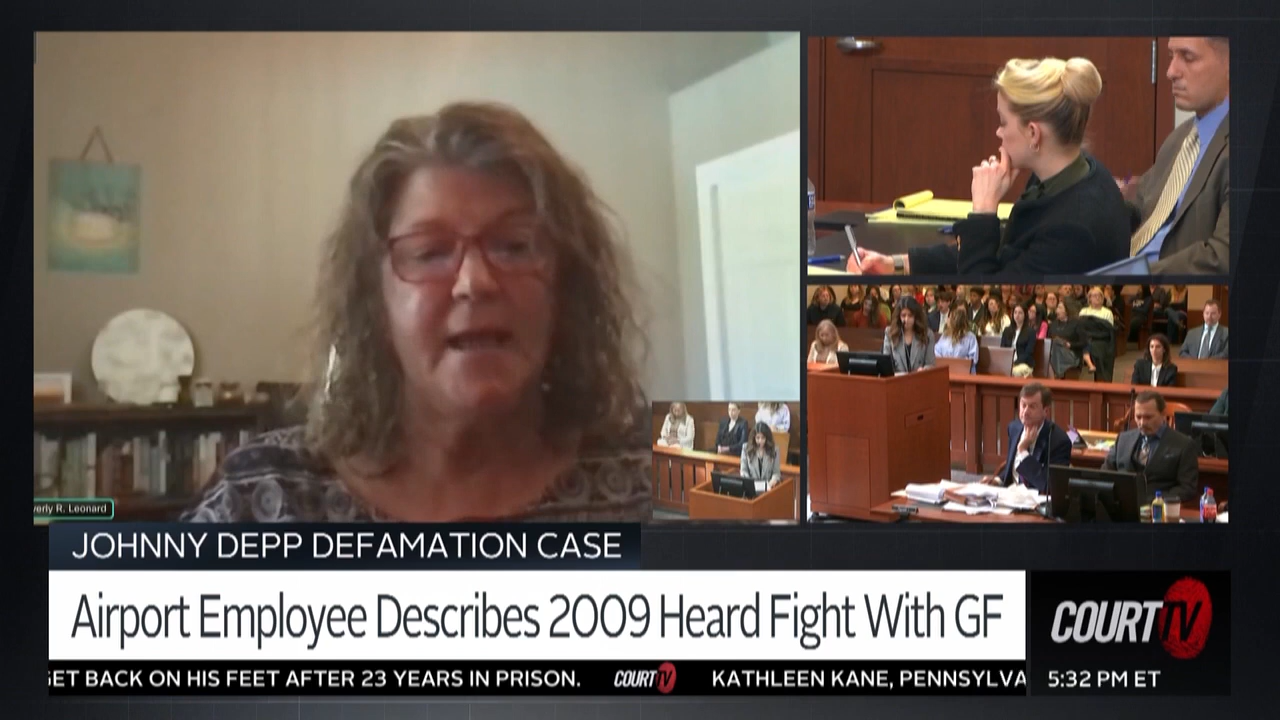 verly R. Leonard
JOHNNY DEPP DEFAMATION CASE
Airport Employee Describes 2009 Heard Fight With GF
COURT TV
GET BACK ON HIS FEET AFTER 23 YEARS IN PRISON. COURT TV KATHLEEN KANE, PENNSYLVA
5:32 PM ET